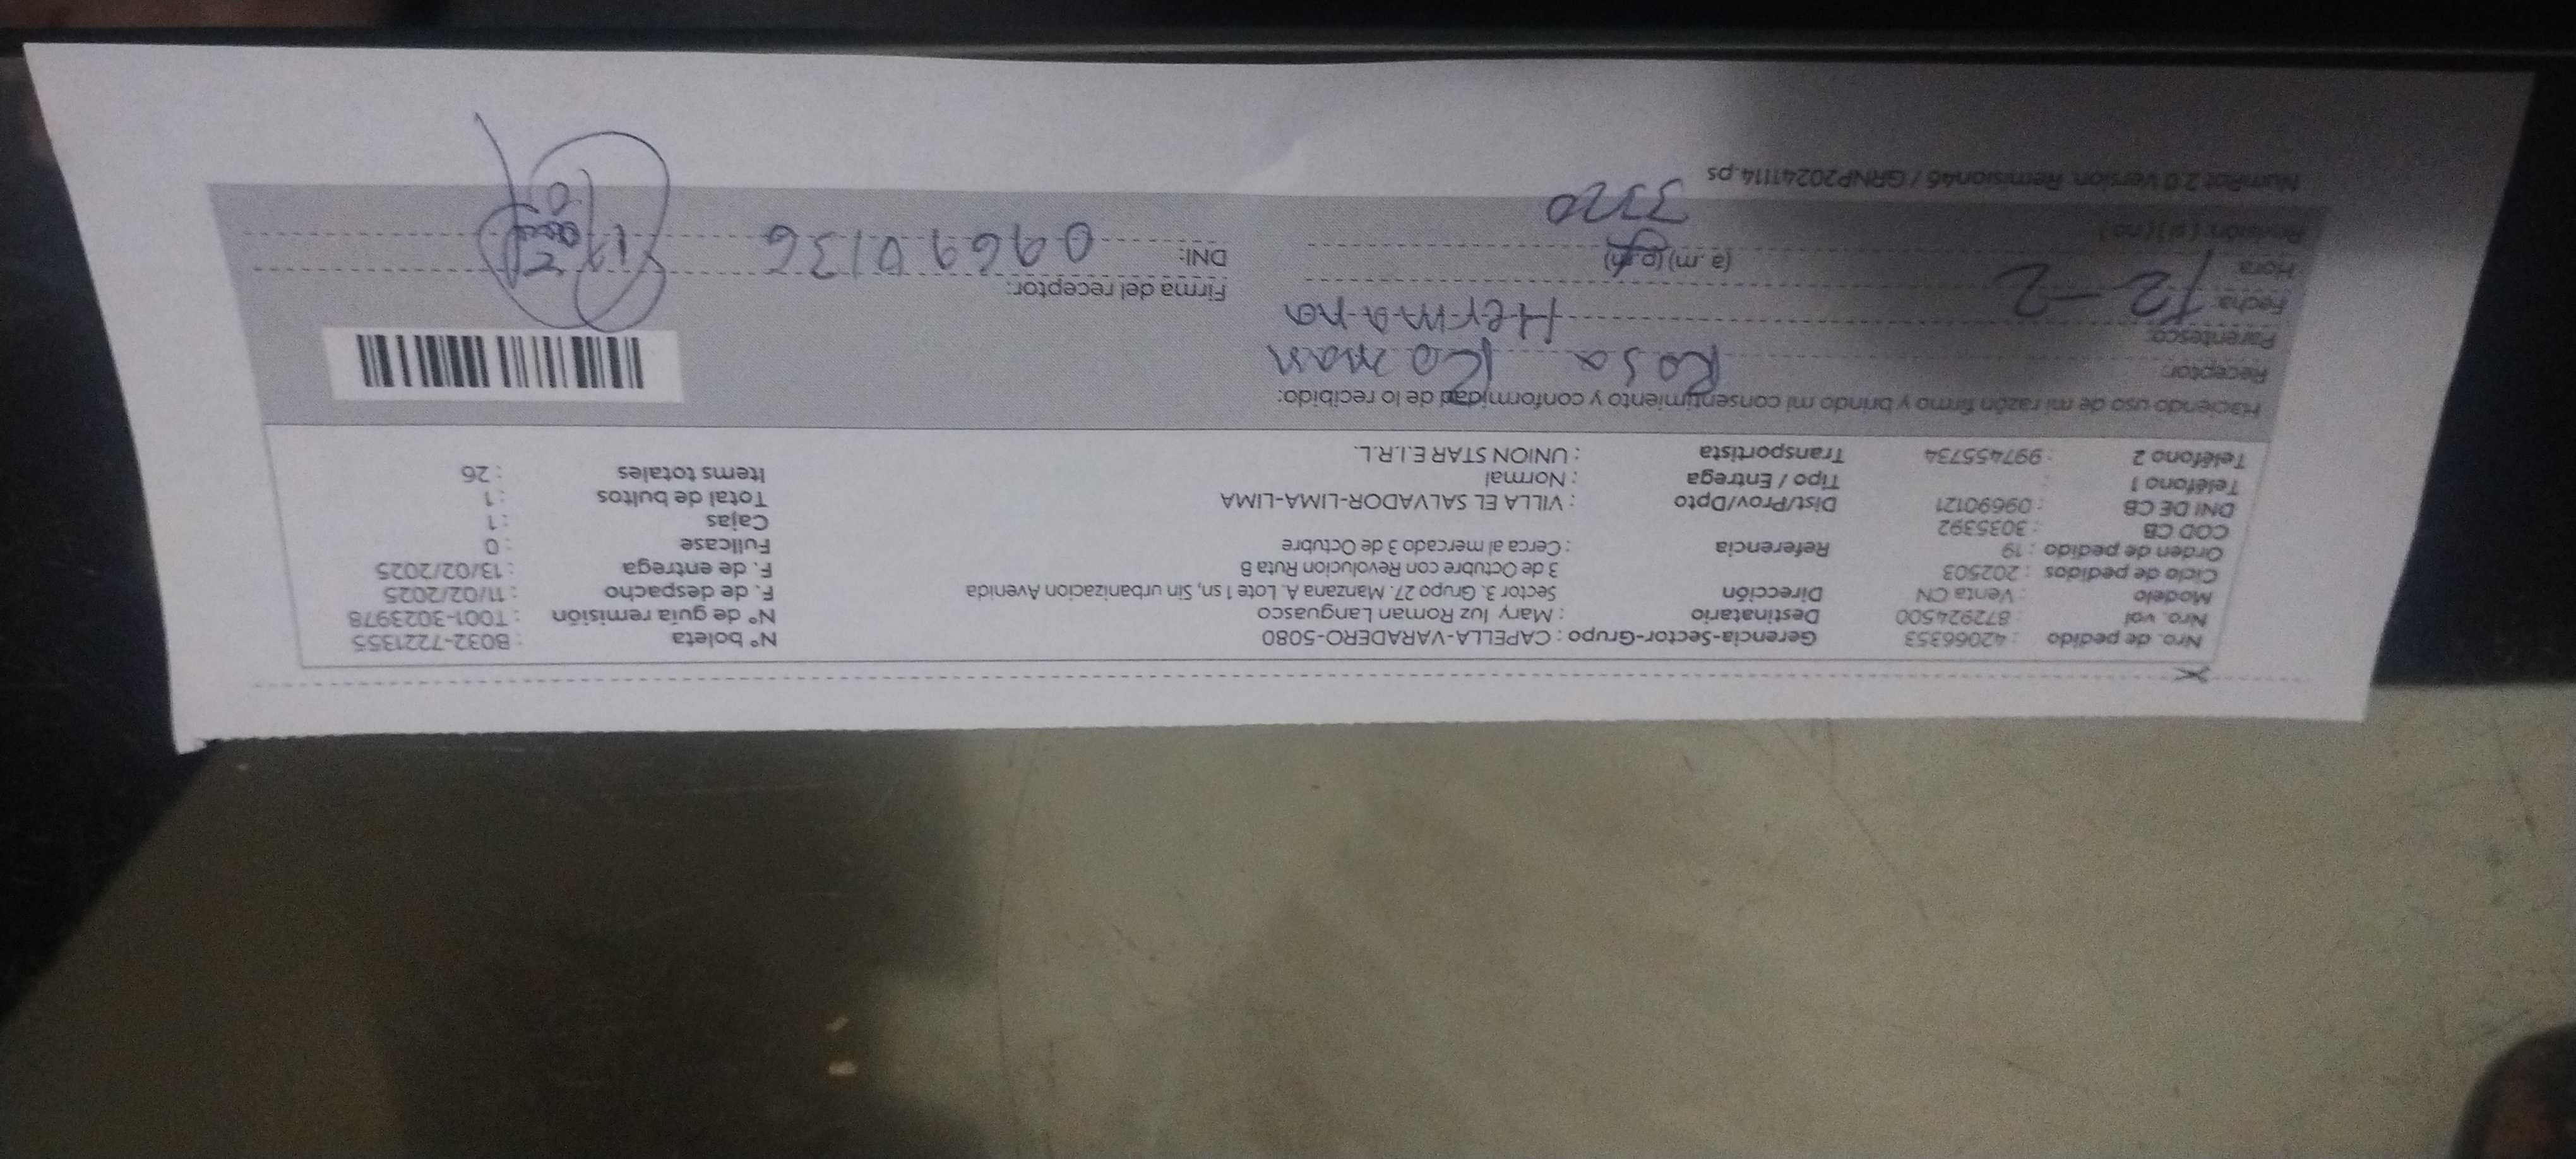 Nro. de pedido : 42066353 Gerencia-Sector-Grupo : CAPELLA-VARADERO-5080 N° boleta : B032-7221355
Nro. vol : 872924500 Destinatario : Mary luz Roman Languasco N° de guía remisión : T001-3023978
Modelo : Venta CN Dirección Sector 3. Grupo 27. Manzana A. Lote 1 sn, Sin urbanizacion Avenida F. de despacho : 11/02/2025
Ciclo de pedidos : 202503 3 de Octubre con Revolucion Ruta B F. de entrega : 13/02/2025
Orden de pedido : 19 Referencia : Cerca al mercado 3 de Octubre Fullcase : 0
COD CB : 3035392 Cajas : 1
DNI DE CB : 09690121 Dist/Prov/Dpto : VILLA EL SALVADOR-LIMA-LIMA Total de bultos : 1
Teléfono 1 : Tipo / Entrega : Normal Items totales : 26
Teléfono 2 : 997455734 Transportista : UNION STAR E.I.R.L.
Haciendo uso de mi razón firmo y brindo mi consentimiento y conformidad de lo recibido:
Receptor: Rosa Roman
Parentesco: Hermana
Fecha 12-2 Firma del receptor:
Hora (a.m) (p.m) DNI: 09690136
Revisión: (si) (no) 3520
NumRot 2.0 version. Remision46 / GRNP20241114.ps